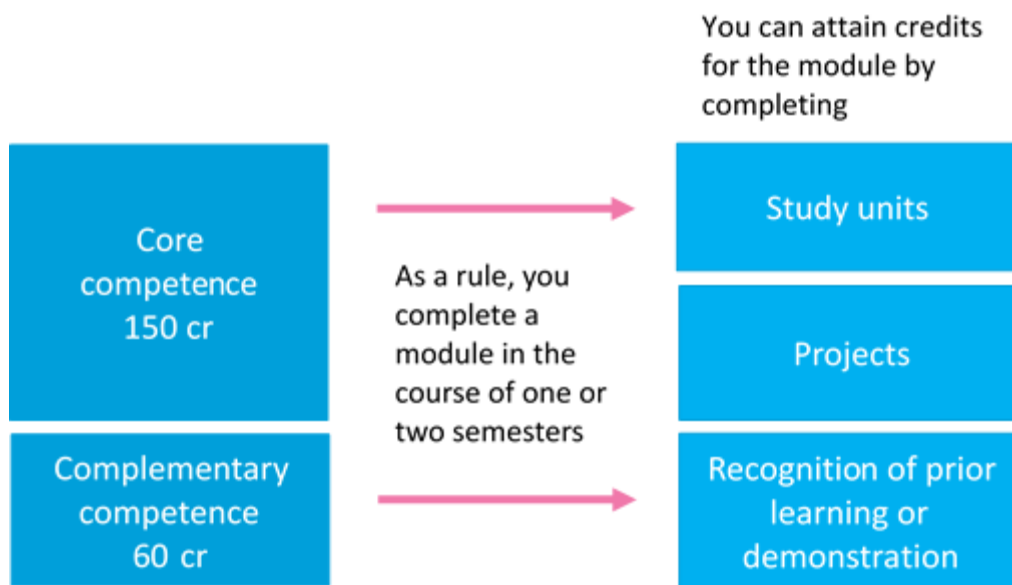 You can attain credits
for the module by
completing
Core
competence
150 cr
As a rule, you
complete a
module in the
course of one or
two semesters
Study units
Projects
Complementary
competence
60 cr
Recognition of prior
learning or
demonstration